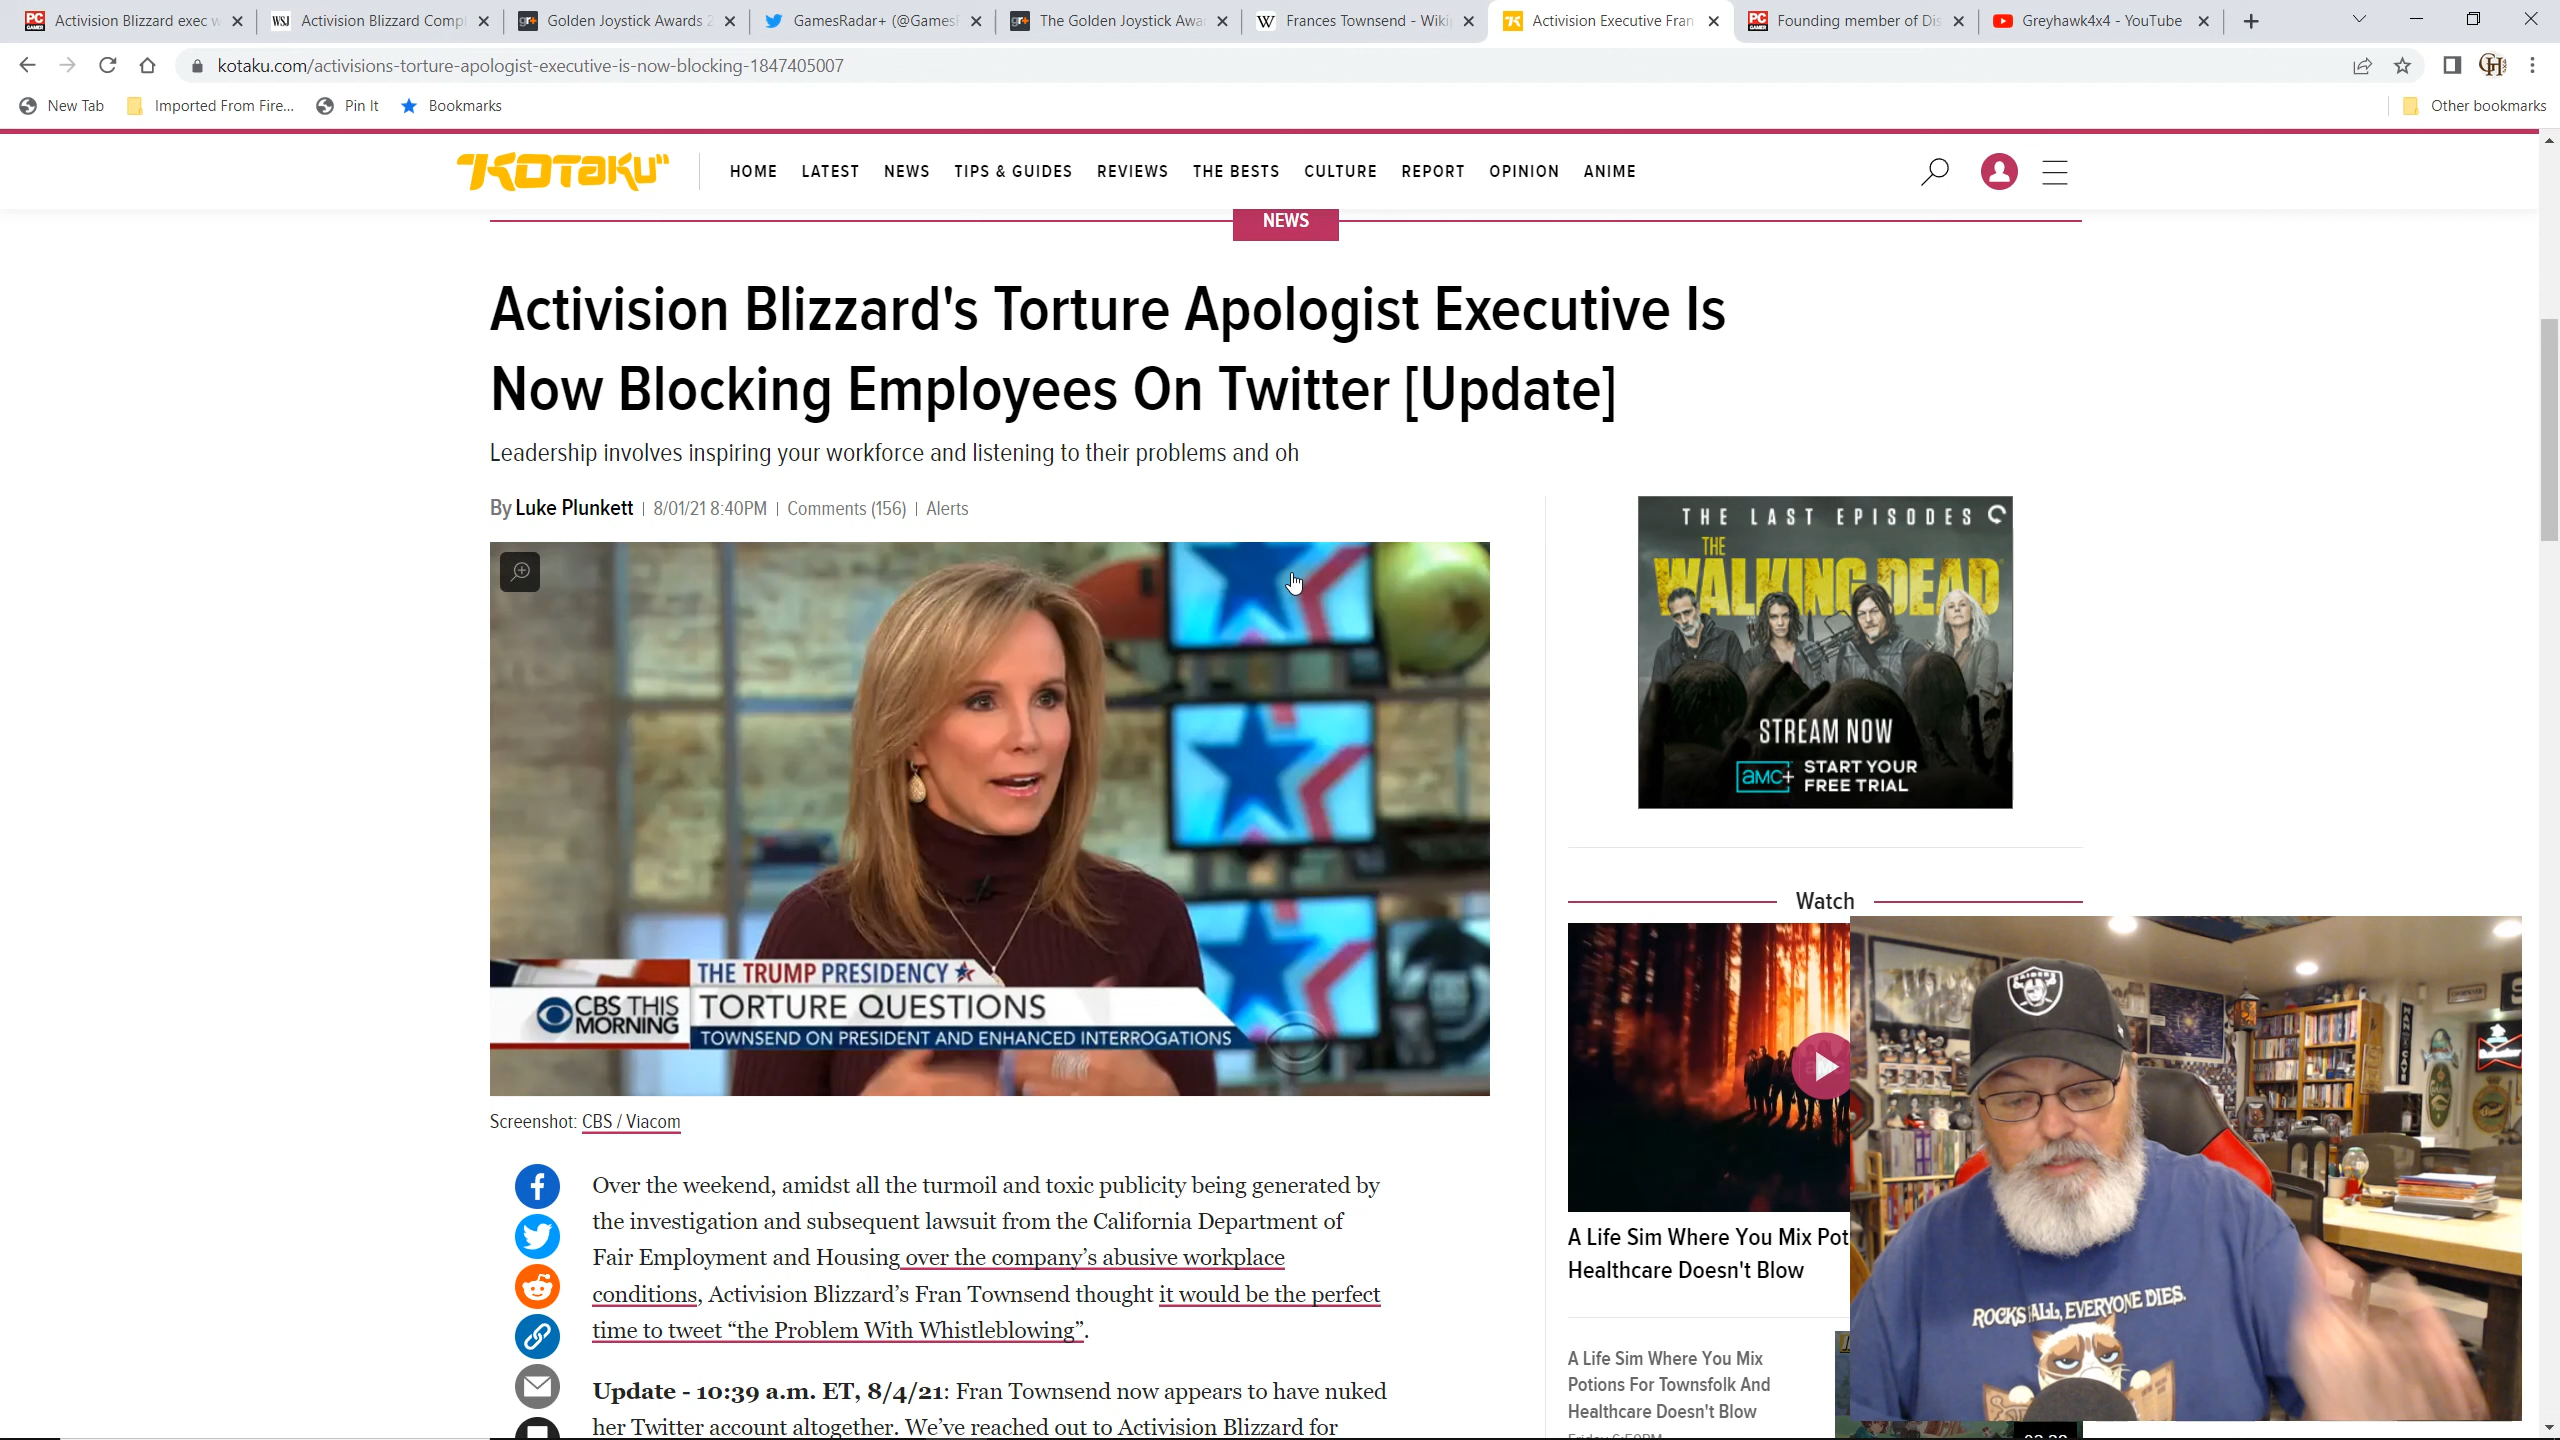 Activision Blizzard exec w
Activision Blizzard Compl
Golden Joystick Awards 2
GamesRadar+ (@GamesR
The Golden Joystick Awa
Frances Townsend - Wiki
Activision Executive Fran
Founding member of Dis
Greyhawk4x4 - YouTube
kotaku.com/activisions-torture-apologist-executive-is-now-blocking-1847405007
New Tab
Imported From Fire...
Pin It
Bookmarks
Other bookmarks
KOTAKU
HOME LATEST NEWS TIPS & GUIDES REVIEWS THE BESTS CULTURE REPORT OPINION ANIME
NEWS
Activision Blizzard's Torture Apologist Executive Is
Now Blocking Employees On Twitter [Update]
Leadership involves inspiring your workforce and listening to their problems and oh
By Luke Plunkett | 8/01/21 8:40PM | Comments (156) | Alerts
THE TRUMP PRESIDENCY
CBS THIS
MORNING
TORTURE QUESTIONS
TOWNSEND ON PRESIDENT AND ENHANCED INTERROGATIONS
Screenshot: CBS / Viacom
Over the weekend, amidst all the turmoil and toxic publicity being generated by
the investigation and subsequent lawsuit from the California Department of
Fair Employment and Housing over the company’s abusive workplace
conditions, Activision Blizzard’s Fran Townsend thought it would be the perfect
time to tweet “the Problem With Whistleblowing”.
Update - 10:39 a.m. ET, 8/4/21: Fran Townsend now appears to have nuked
her Twitter account altogether. We’ve reached out to Activision Blizzard for
THE LAST EPISODES
THE
WALKING DEAD
STREAM NOW
amc+
START YOUR
FREE TRIAL
Watch
A Life Sim Where You Mix Pot
Healthcare Doesn't Blow
A Life Sim Where You Mix
Potions For Townsfolk And
Healthcare Doesn't Blow
RAIDERS
MAN CAVE
ROCKS FALL, EVERYONE DIES.